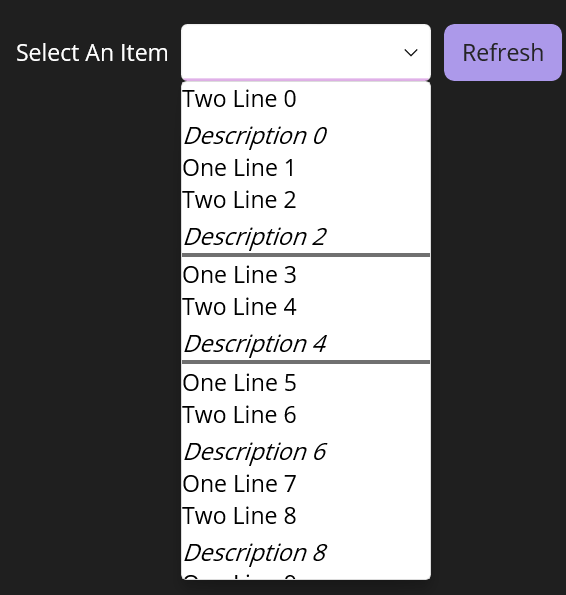 Select An Item
Refresh
Two Line 0
Description 0
One Line 1
Two Line 2
Description 2
One Line 3
Two Line 4
Description 4
One Line 5
Two Line 6
Description 6
One Line 7
Two Line 8
Description 8